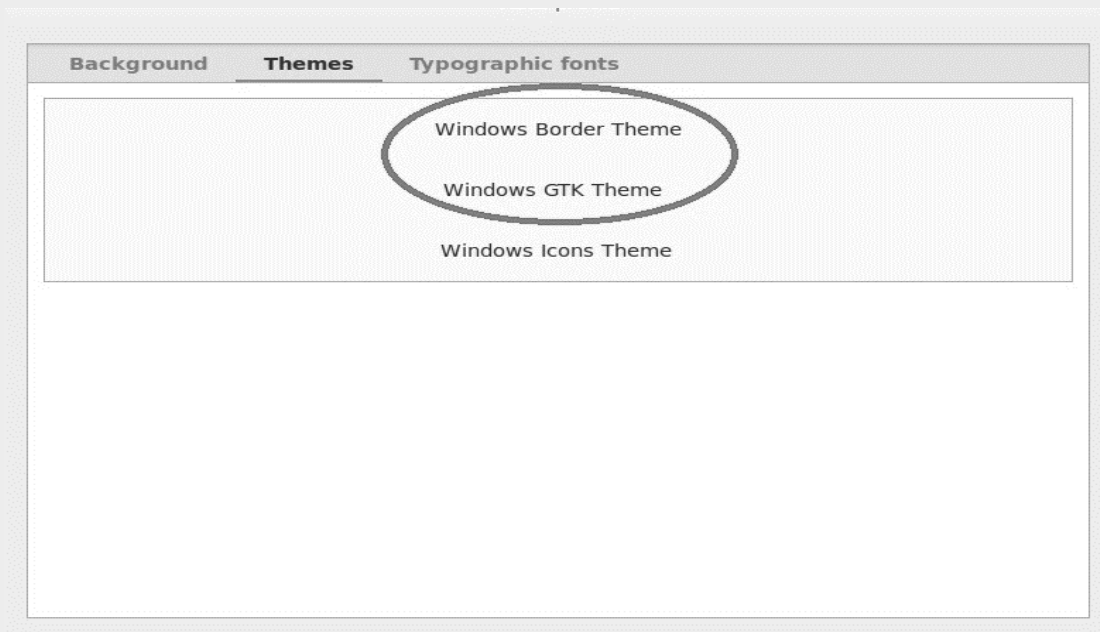 Background Themes Typographic fonts
Windows Border Theme
Windows GTK Theme
Windows Icons Theme